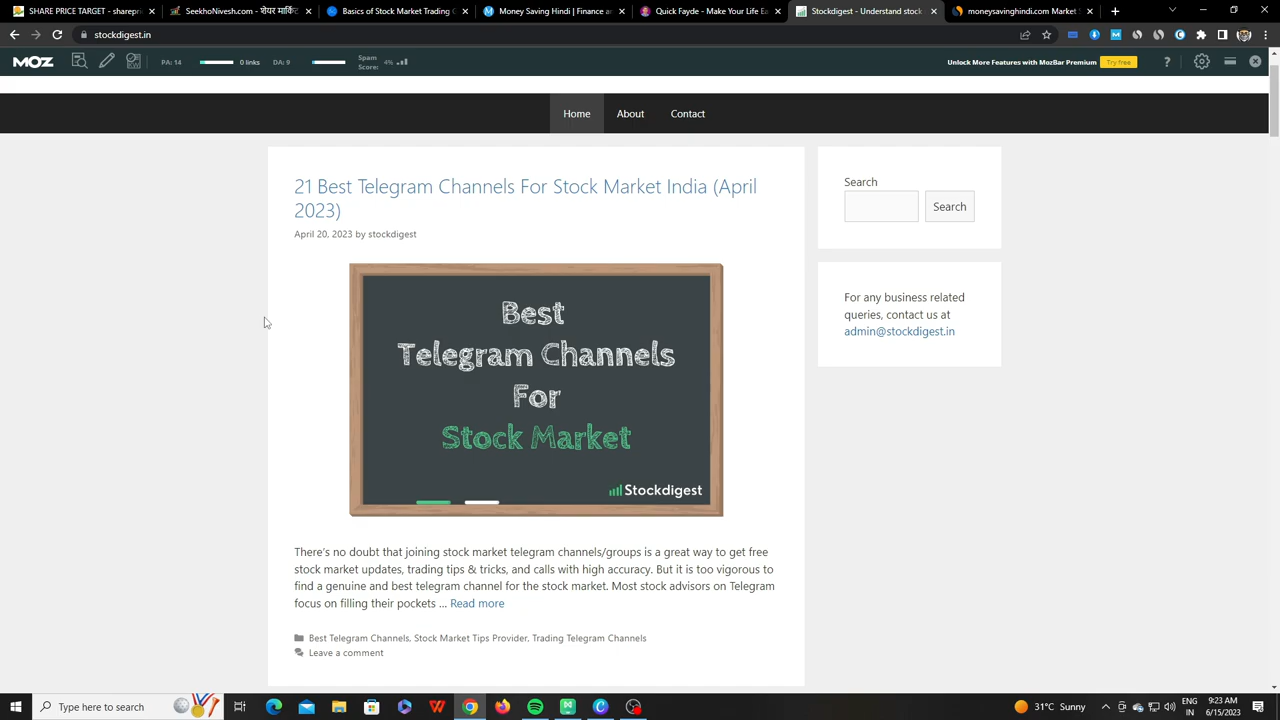 SHARE PRICE TARGET - sharepri
SeekhoNivesh.com - शेयर मार्कि
Basics of Stock Market Trading
Money Saving Hindi | Finance an
Quick Fayde - Make Your Life Ea
Stockdigest - Understand stock
moneysavinghindi.com Market S
stockdigest.in
MOZ
PA: 14
0 links
DA: 9
Spam
Score:
4%
Unlock More Features with MozBar Premium
Try free
Home
About
Contact
21 Best Telegram Channels For Stock Market India (April
2023)
April 20, 2023 by stockdigest
Best
Telegram Channels
For
Stock Market
Stockdigest
There's no doubt that joining stock market telegram channels/groups is a great way to get free
stock market updates, trading tips & tricks, and calls with high accuracy. But it is too vigorous to
find a genuine and best telegram channel for the stock market. Most stock advisors on Telegram
focus on filling their pockets ... Read more
Best Telegram Channels, Stock Market Tips Provider, Trading Telegram Channels
Leave a comment
Search
Search
For any business related
queries, contact us at
admin@stockdigest.in
Type here to search
31°C Sunny
ENG
IN
9:23 AM
6/15/2023